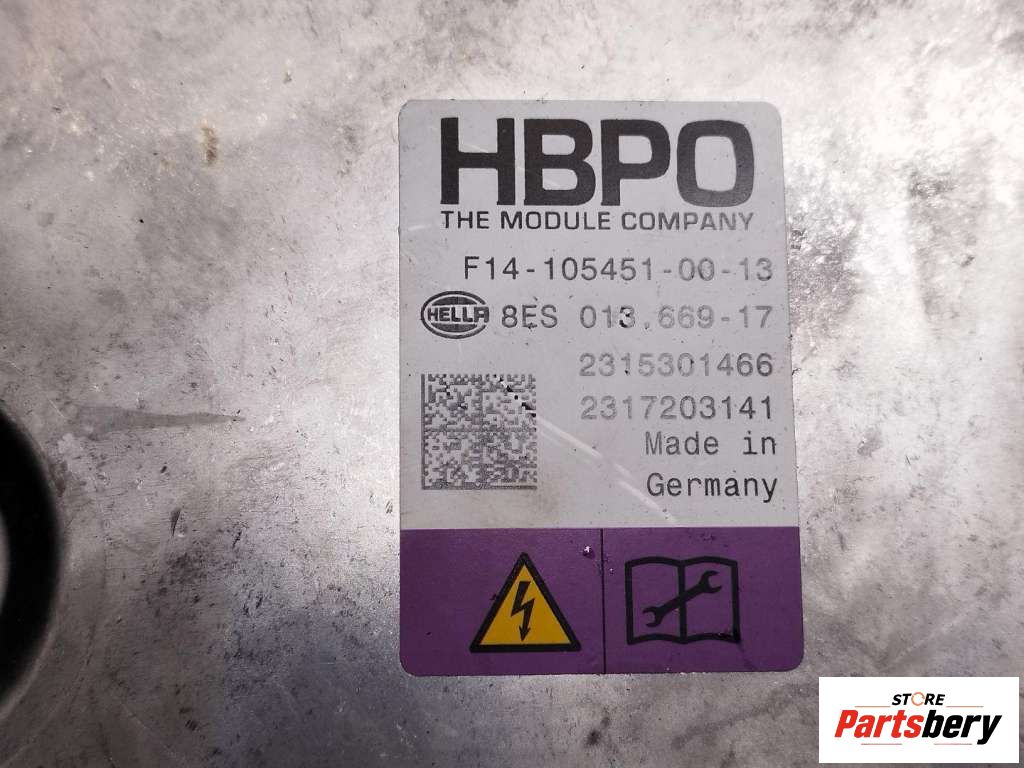 HBPO
THE MODULE COMPANY
F14-105451-00-13
HELLA 8ES 013.669-17
2315301466
2317203141
Made in
Germany
STORE
Partsbery